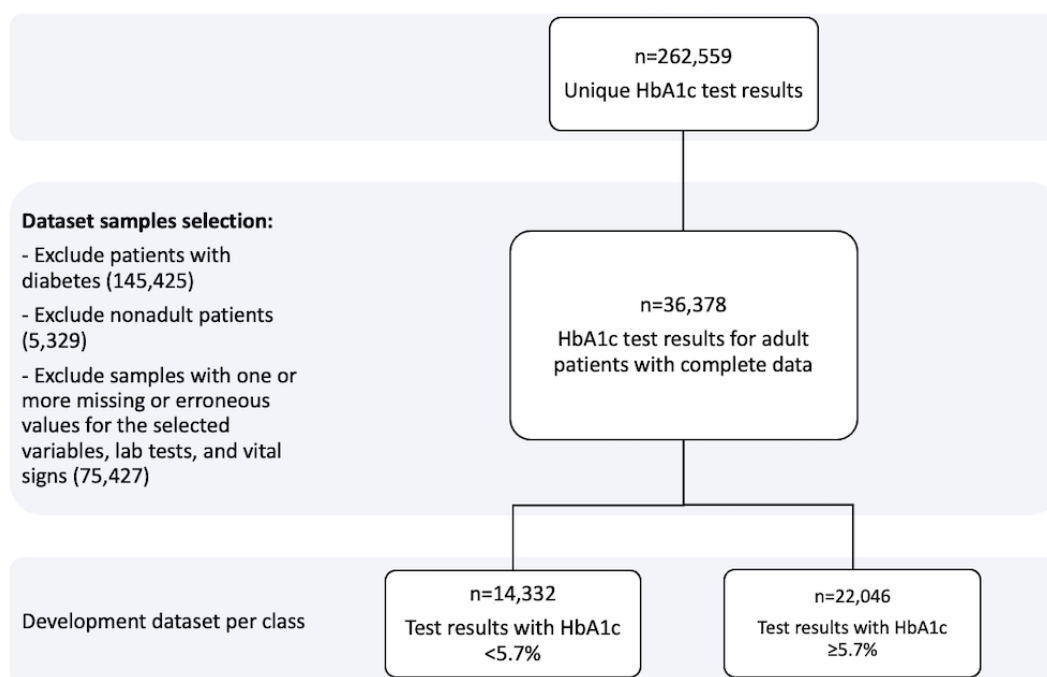 n=262,559
Unique HbA1c test results
Dataset samples selection:
- Exclude patients with
diabetes (145,425)
- Exclude nonadult patients
(5,329)
- Exclude samples with one or
more missing or erroneous
values for the selected
variables, lab tests, and vital
signs (75,427)
n=36,378
HbA1c test results for adult
patients with complete data
Development dataset per class
n=14,332
Test results with HbA1c
<5.7%
n=22,046
Test results with HbA1c
≥5.7%